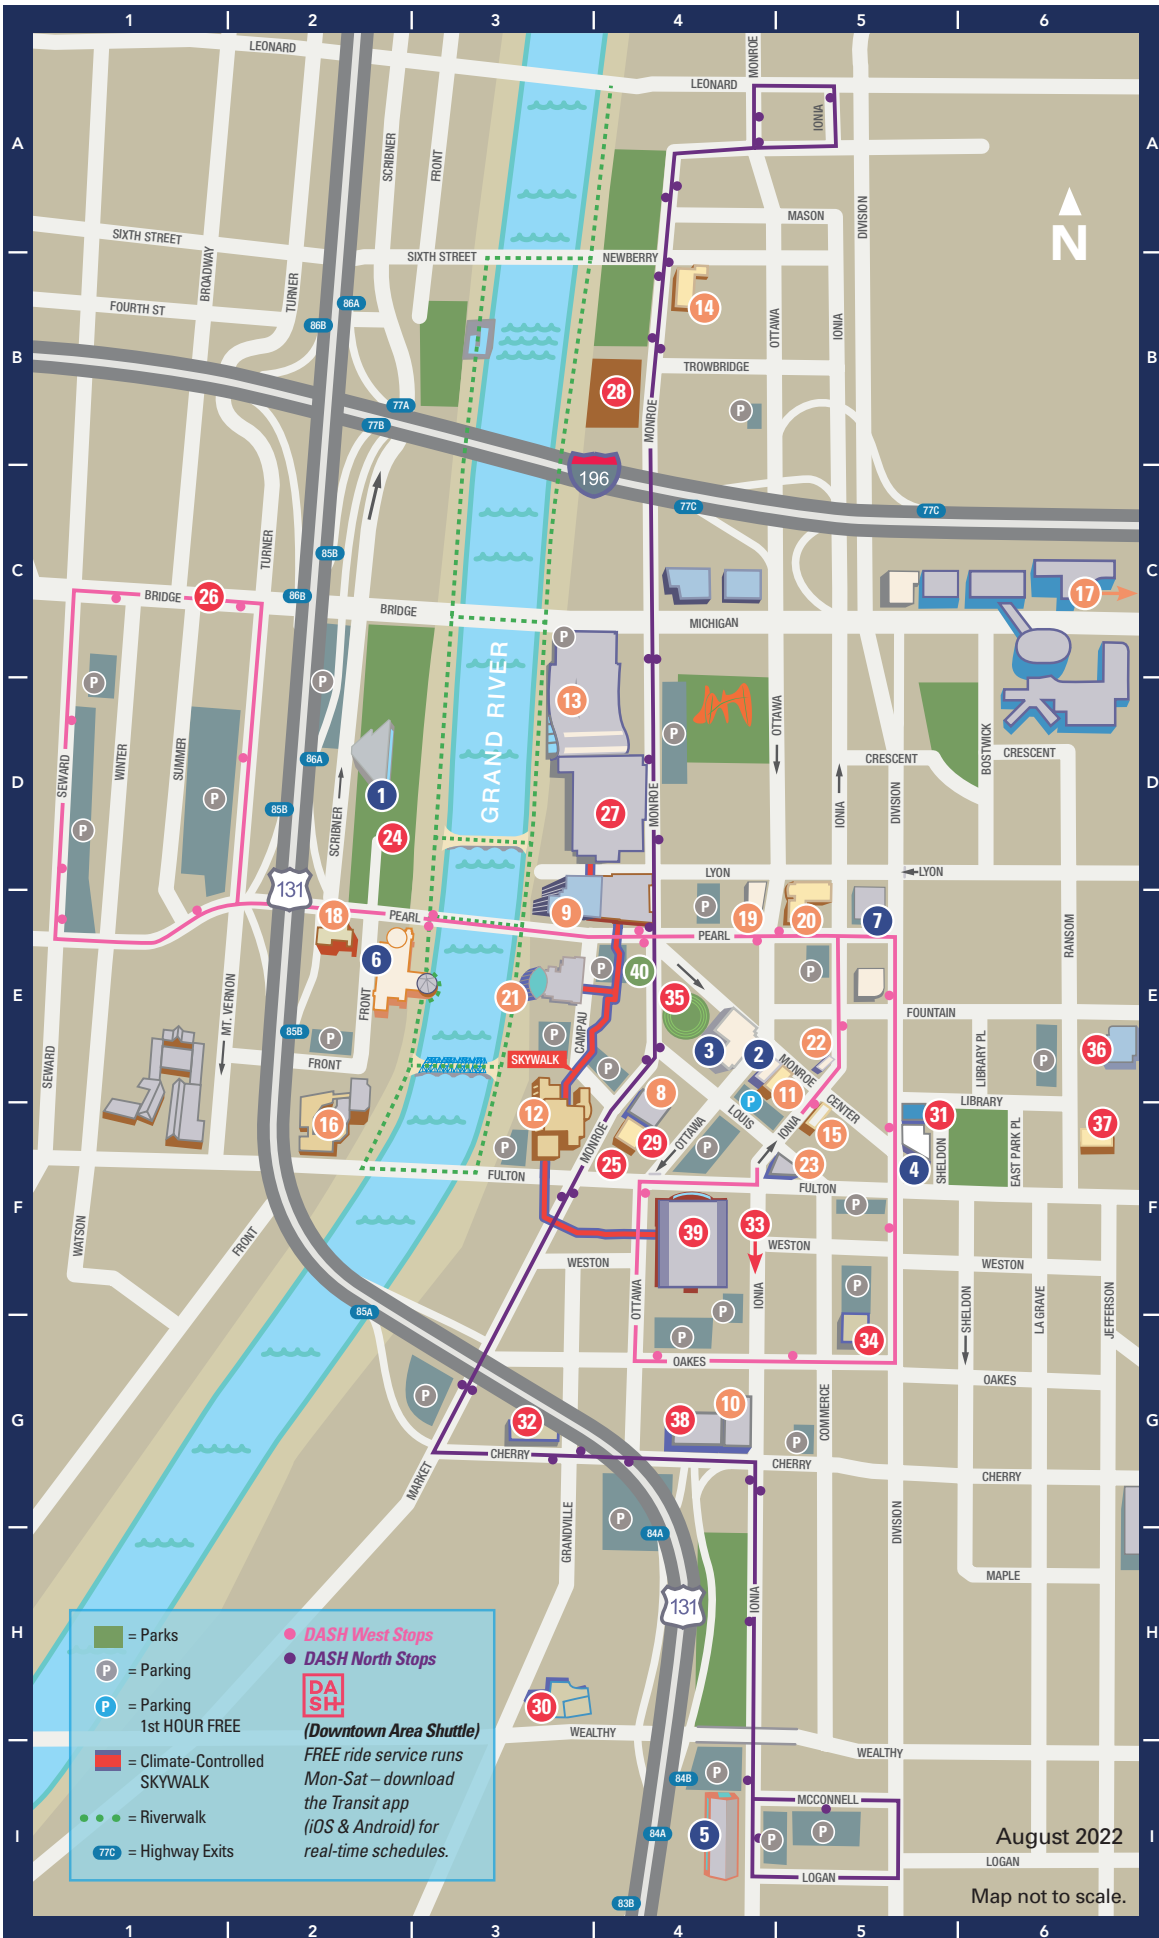 1 2 3 4 5 6
LEONARD
MONROE
LEONARD
IONIA
SCRIBNER
FRONT
A
A
N
MASON
DIVISION
SIXTH STREET
SIXTH STREET
NEWBERRY
BROADWAY
TURNER
FOURTH ST
86A
86B
14
OTTAWA
IONIA
B
B
TROWBRIDGE
28
P
77A
77B
MONROE
196
77C
77C
TURNER
85B
C
C
BRIDGE
26
86B
BRIDGE
17
MICHIGAN
P
GRAND RIVER
P
P
13
P
OTTAWA
SEWARD
WINTER
SUMMER
86A
BOSTWICK
CRESCENT
CRESCENT
D
D
1
P
85B
SCRIBNER
24
27
MONROE
IONIA
DIVISION
P
LYON
LYON
131
18
PEARL
9
P
19
20
7
PEARL
RANSOM
6
P
40
P
E
E
MT. VERNON
FRONT
21
35
FOUNTAIN
85B
P
P
CAMPAU
3
2
22
LIBRARY PL
P
36
SEWARD
FRONT
SKYWALK
P
MONROE
8
P
11
LIBRARY
12
LOUIS
IONIA
CENTER
31
37
16
P
MONROE
29
OTTAWA
P
15
25
23
4
SHELDON
EAST PARK PL
FULTON
FULTON
F
F
WATSON
FRONT
39
33
P
WESTON
WESTON
WESTON
OTTAWA
IONIA
P
85A
P
P
34
SHELDON
LA GRAVE
JEFFERSON
OAKES
OAKES
P
10
COMMERCE
G
G
32
38
P
CHERRY
CHERRY
CHERRY
MARKET
GRANDVILLE
P
84A
DIVISION
MAPLE
131
IONIA
H
H
= Parks
P = Parking
P = Parking
1st HOUR FREE
= Climate-Controlled
SKYWALK
= Riverwalk
77C = Highway Exits
DASH West Stops
DASH North Stops
DA
SH
(Downtown Area Shuttle)
FREE ride service runs
Mon-Sat – download
the Transit app
(iOS & Android) for
real-time schedules.
30
WEALTHY
WEALTHY
84B
P
MCCONNELL
I
I
84A
5
P
P
August 2022
LOGAN
LOGAN
83B
Map not to scale.
1 2 3 4 5 6